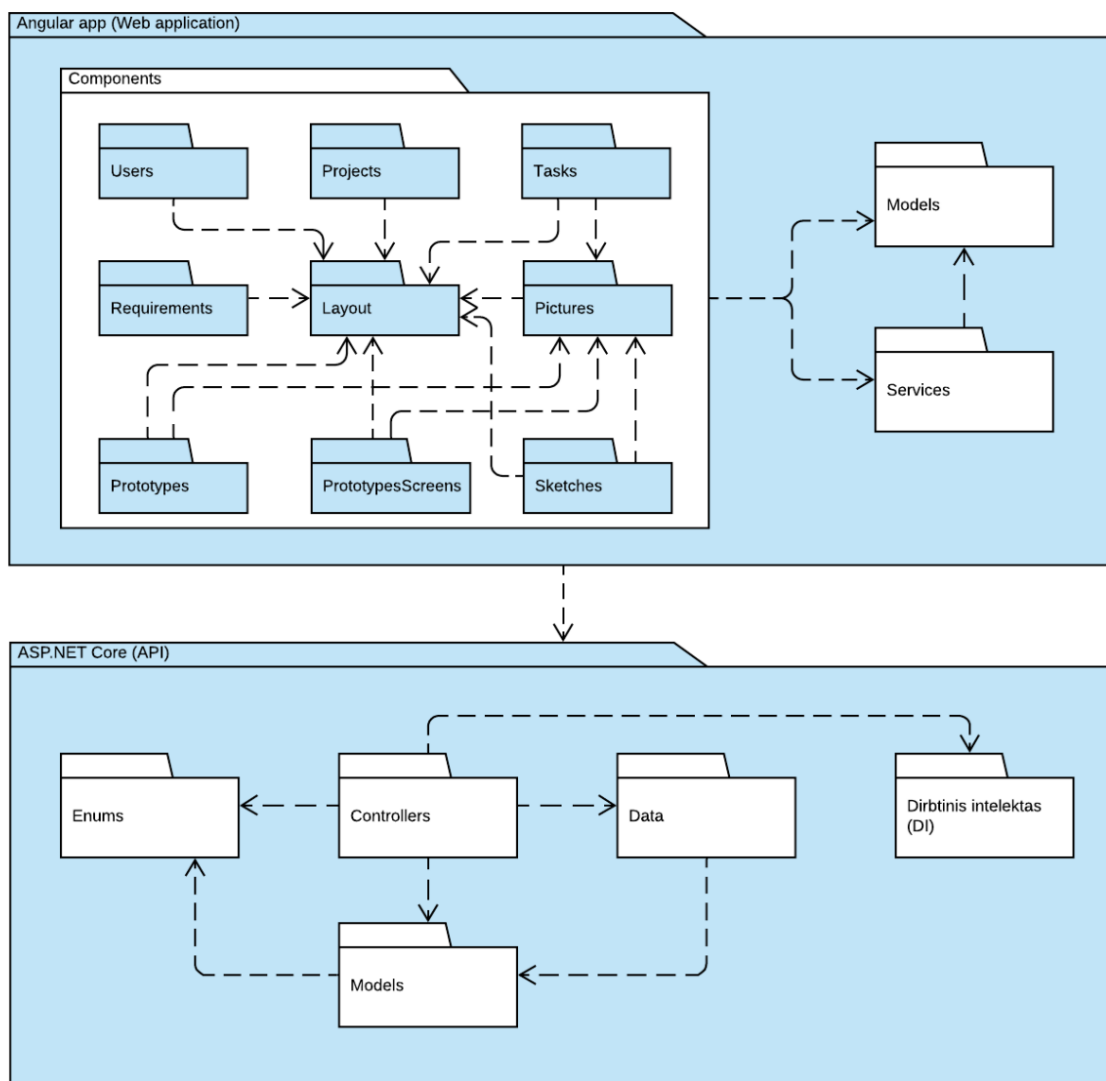 Angular app (Web application)
Components
Users
Projects
Tasks
Models
Requirements
Layout
Pictures
Services
Prototypes
PrototypesScreens
Sketches
ASP.NET Core (API)
Enums
Controllers
Data
Dirbtinis intelektas
(DI)
Models